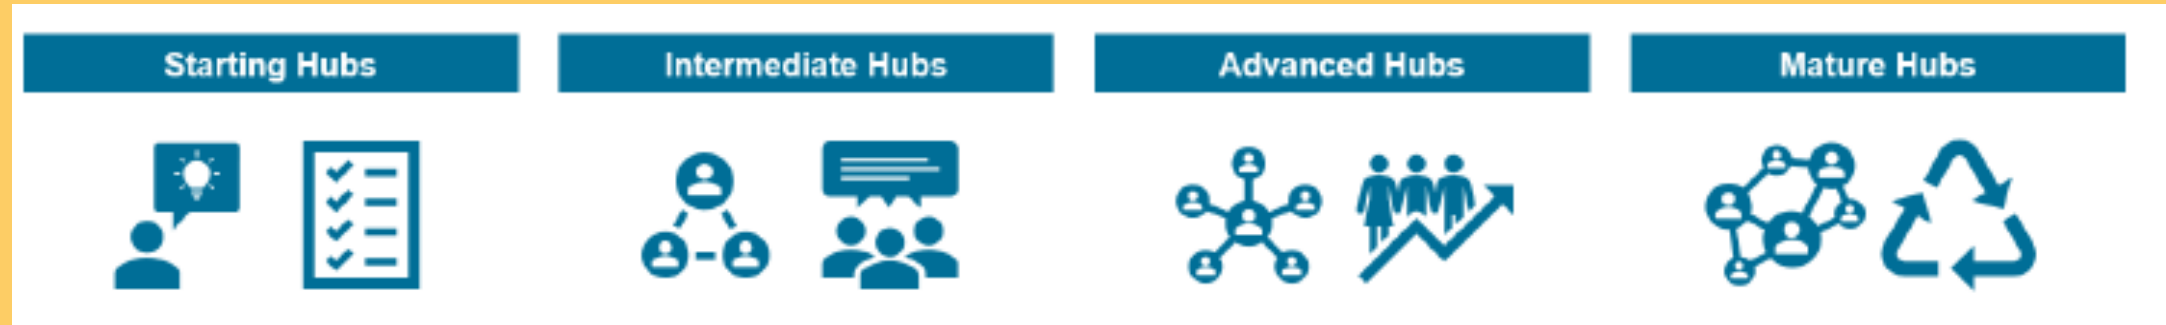 Starting Hubs
Intermediate Hubs
Advanced Hubs
Mature Hubs